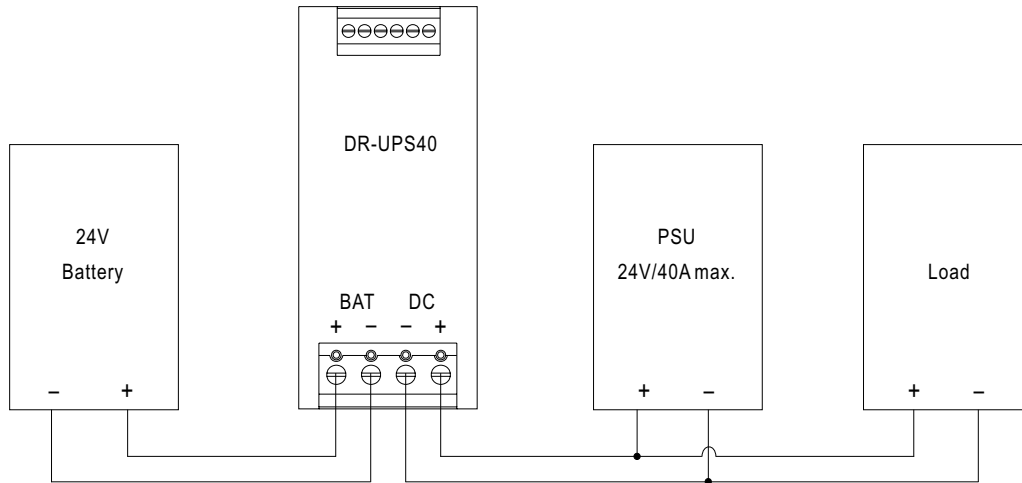 DR-UPS40
24V
Battery
BAT DC
+ − − +
− +
PSU
24V/40A max.
+ −
Load
+ −